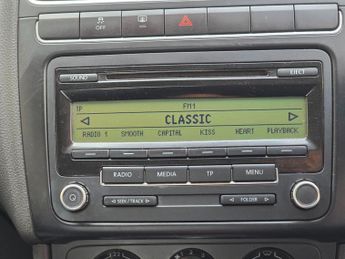 OFF
SOUND
EJECT
TP FM1
CLASSIC
RADIO 1 SMOOTH CAPITAL KISS HEART PLAYBACK
RADIO MEDIA TP MENU
SEEK / TRACK FOLDER